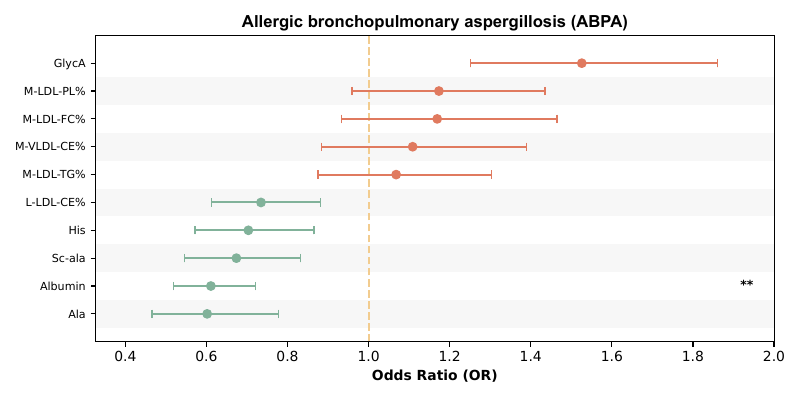 Allergic bronchopulmonary aspergillosis (ABPA)
GlycA
M-LDL-PL%
M-LDL-FC%
M-VLDL-CE%
M-LDL-TG%
L-LDL-CE%
His
Sc-ala
Albumin
**
Ala
0.4 0.6 0.8 1.0 1.2 1.4 1.6 1.8 2.0
Odds Ratio (OR)